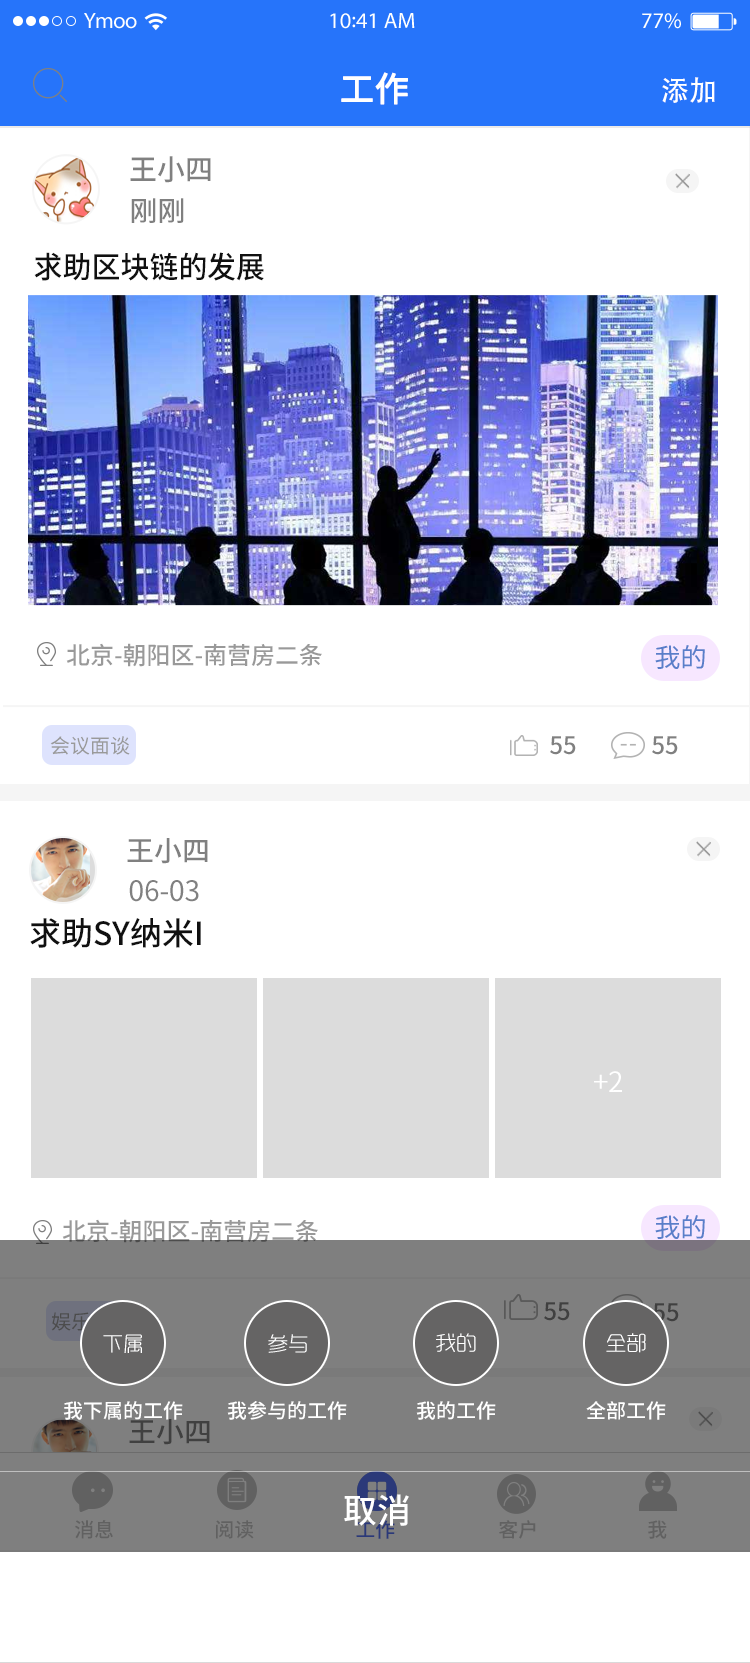 Ymoo 10:41 AM 77%
工作 添加
王小四
刚刚
求助区块链的发展
北京-朝阳区-南营房二条 我的
会议面谈 55 55
王小四
06-03
求助SY纳米I
+2
北京-朝阳区-南营房二条 我的
娱乐 55 55
下属 参与 我的 全部
我下属的工作 我参与的工作 我的工作 全部工作
王小四
取消
消息 阅读 工作 客户 我